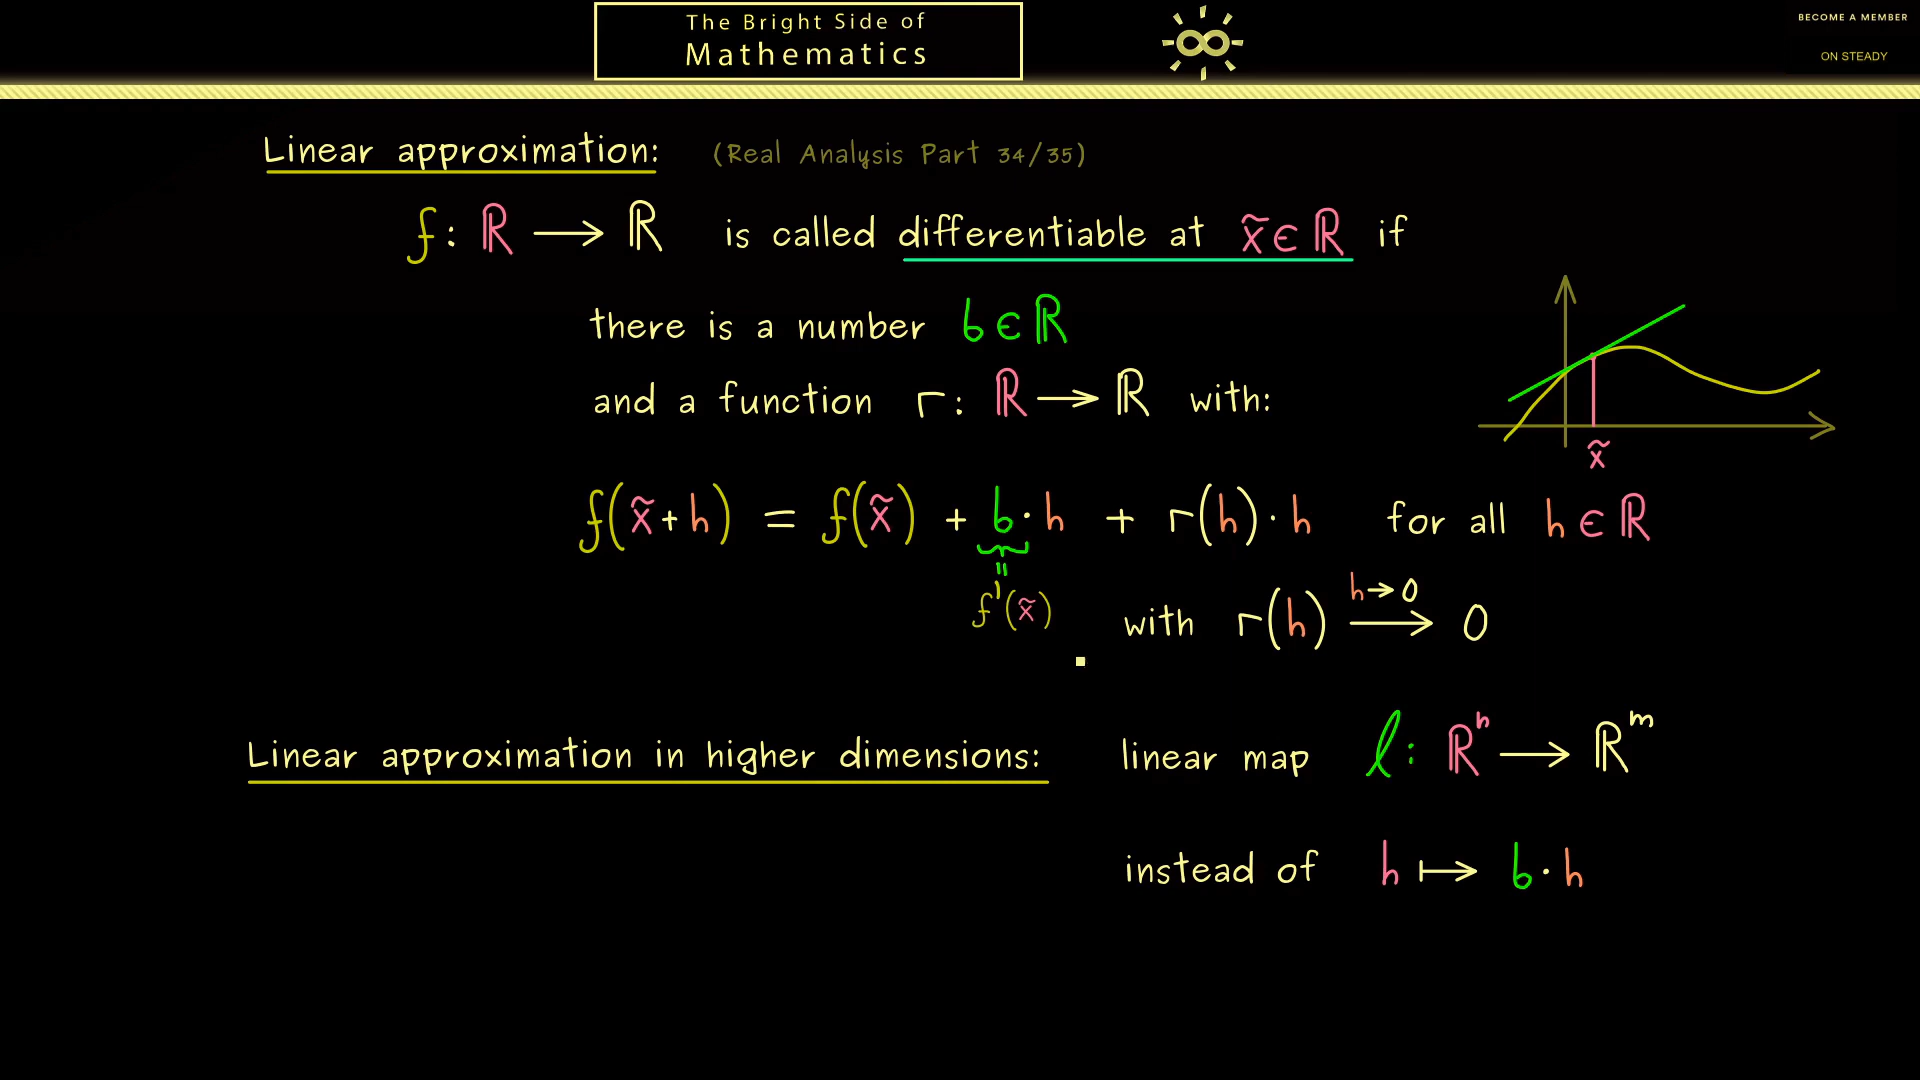 The Bright Side of
Mathematics
BECOME A MEMBER
ON STEADY
Linear approximation: (Real Analysis Part 34/35)
f: ℝ ⟶ ℝ is called differentiable at x̃ ∈ ℝ if
there is a number b ∈ ℝ
and a function r: ℝ ⟶ ℝ with:
x̃
f(x̃+h) = f(x̃) + b·h + r(h)·h for all h ∈ ℝ
=
f'(x̃)
with r(h) ⟶ 0
h→0
Linear approximation in higher dimensions: linear map ℓ: ℝⁿ ⟶ ℝᵐ
instead of h ⟼ b·h